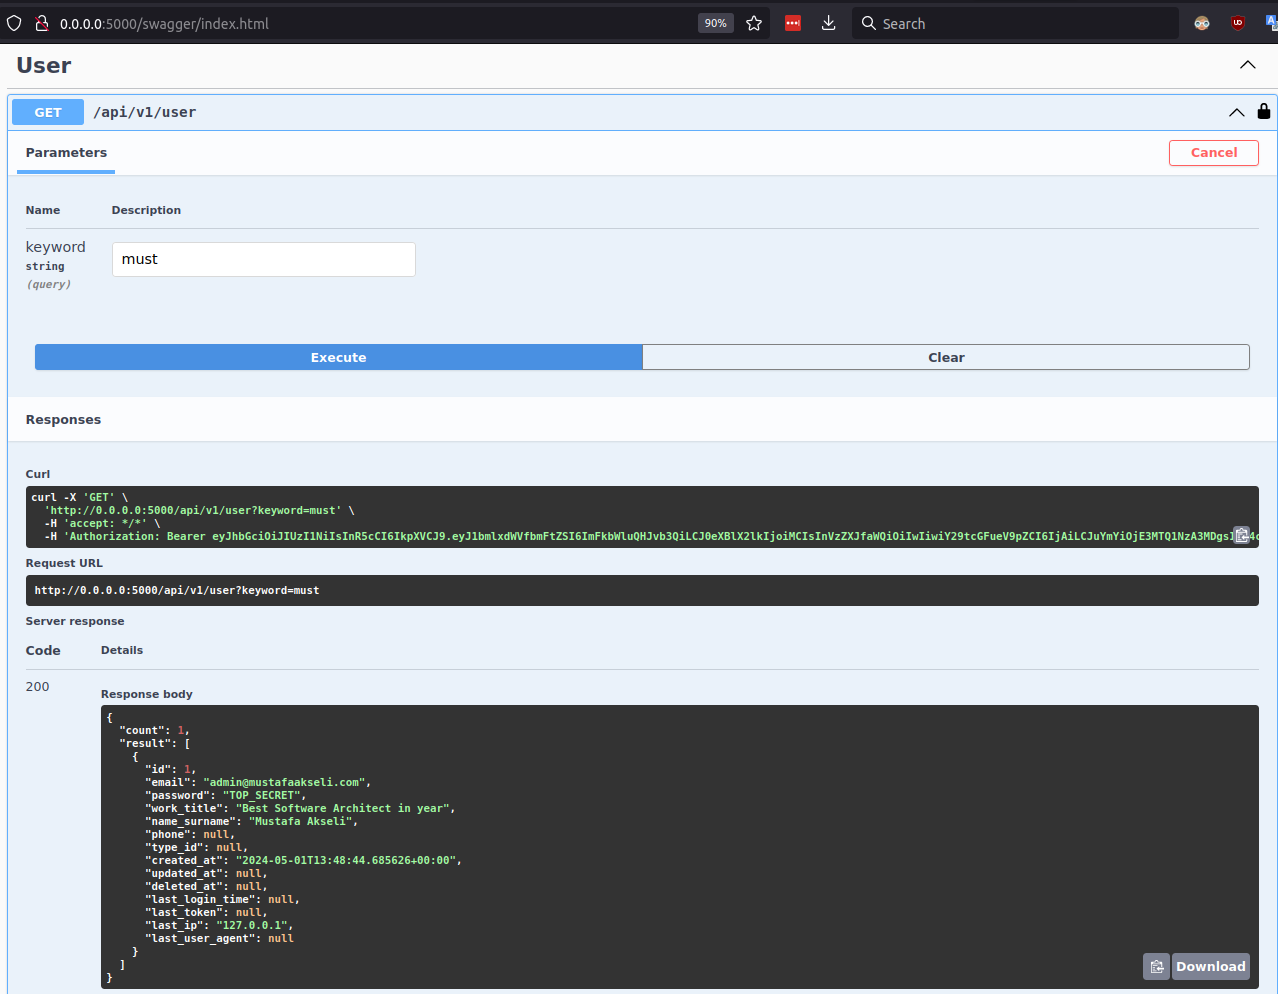 0.0.0.0:5000/swagger/index.html
90%
Search
User
GET /api/v1/user
Parameters
Cancel
Name Description
keyword
string
(query)
must
Execute
Clear
Responses
Curl
curl -X 'GET' \
'http://0.0.0.0:5000/api/v1/user?keyword=must' \
-H 'accept: */*' \
-H 'Authorization: Bearer
Request URL
http://0.0.0.0:5000/api/v1/user?keyword=must
Server response
Code Details
200
Response body
{
"count": 1,
"result": [
{
"id": 1,
"email": "admin@mustafaakseli.com",
"password": "TOP_SECRET",
"work_title": "Best Software Architect in year",
"name_surname": "Mustafa Akseli",
"phone": null,
"type_id": null,
"created_at": "2024-05-01T13:48:44.685626+00:00",
"updated_at": null,
"deleted_at": null,
"last_login_time": null,
"last_token": null,
"last_ip": "127.0.0.1",
"last_user_agent": null
}
]
}
Download